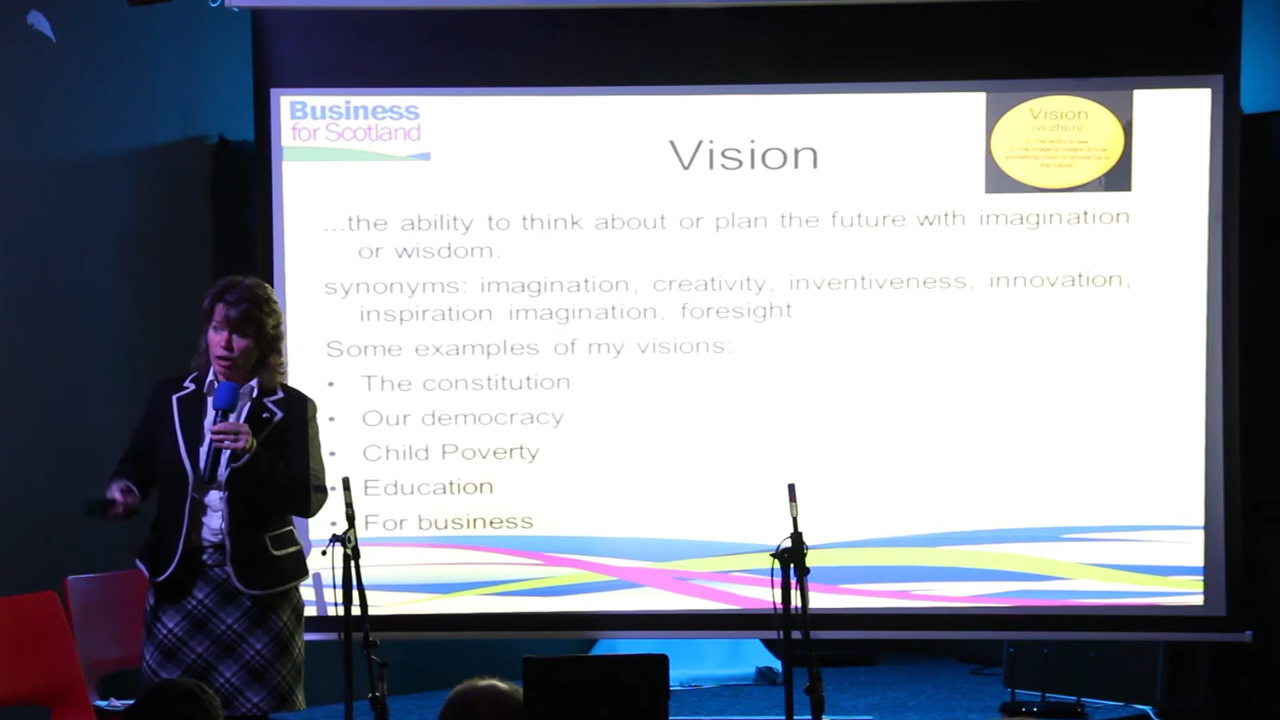 Business
for Scotland
Vision
Vision
/vi-zhun/
...the ability to think about or plan the future with imagination
or wisdom.
synonyms: imagination, creativity, inventiveness, innovation,
inspiration imagination, foresight
Some examples of my visions:
• The constitution
• Our democracy
• Child Poverty
• Education
• For business